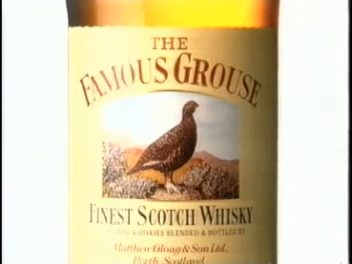 THE
FAMOUS GROUSE
FINEST SCOTCH WHISKY
WHISKIES BLENDED & BOTTLED BY
Matthew Gloag & Son Ltd.,
Perth, Scotland